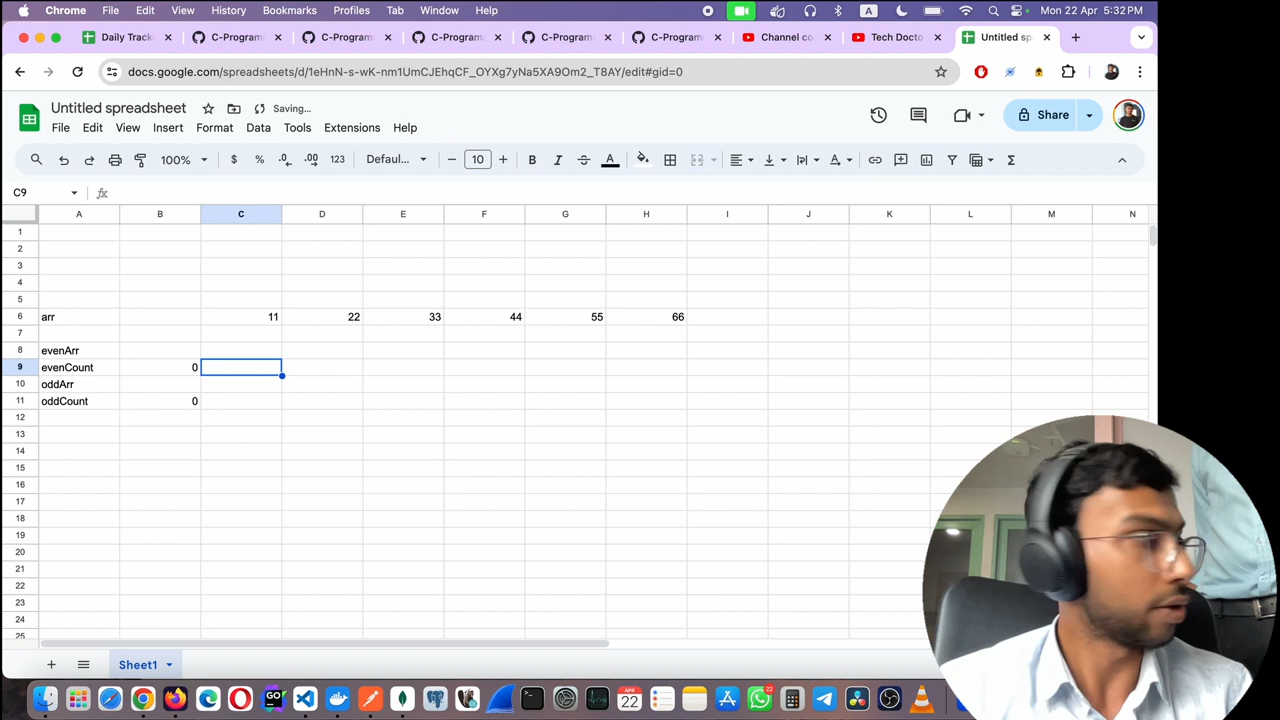 Chrome File Edit View History Bookmarks Profiles Tab Window Help A Mon 22 Apr 5:32 PM
Daily Track C-Program C-Program C-Program C-Program C-Program Channel co Tech Docto Untitled sp
docs.google.com/spreadsheets/d/1eHnN-s-wK-nm1UmCJEhqCF_OYXg7yNa5XA9Om2_T8AY/edit#gid=0
Untitled spreadsheet Saving...
File Edit View Insert Format Data Tools Extensions Help
Share
100% $ % .0 .00 123 Defaul... 10 B I A
C9 fx
A B C D E F G H I J K L M N
1
2
3
4
5
6 arr 11 22 33 44 55 66
7
8 evenArr
9 evenCount 0
10 oddArr
11 oddCount 0
12
13
14
15
16
17
18
19
20
21
22
23
24
25
Sheet1
GO APR 22 22